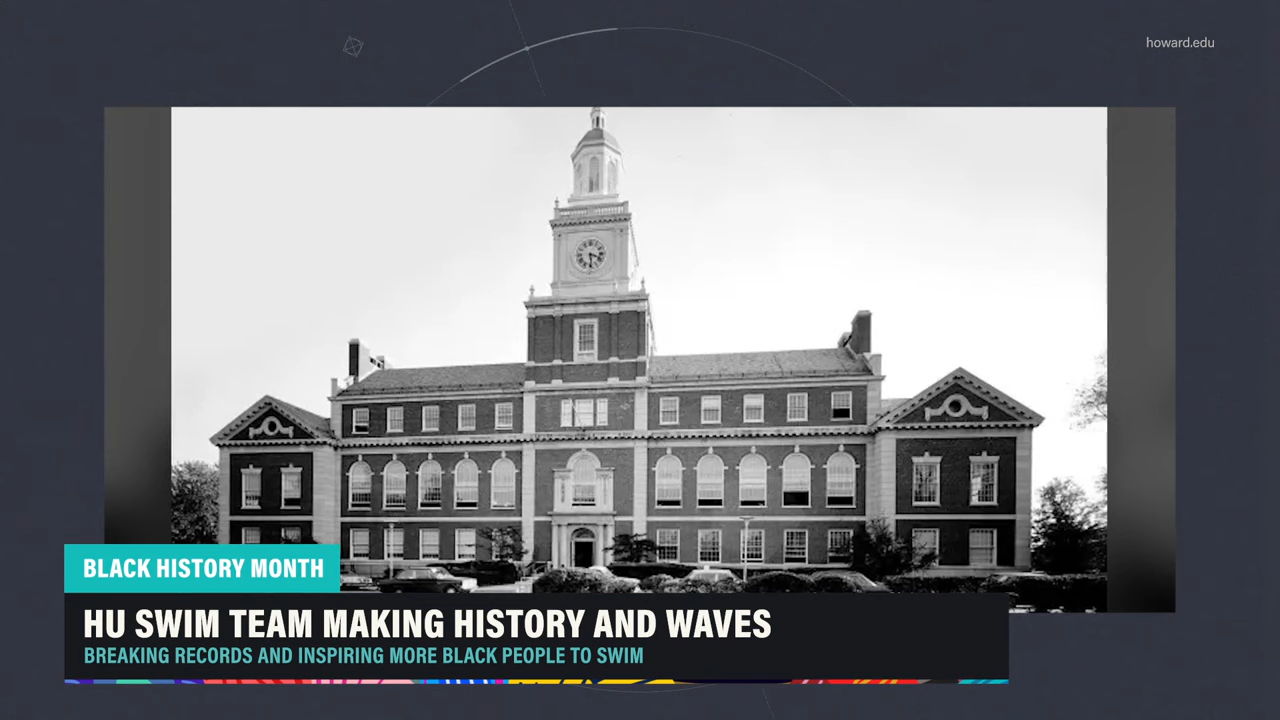 howard.edu
BLACK HISTORY MONTH
HU SWIM TEAM MAKING HISTORY AND WAVES
BREAKING RECORDS AND INSPIRING MORE BLACK PEOPLE TO SWIM